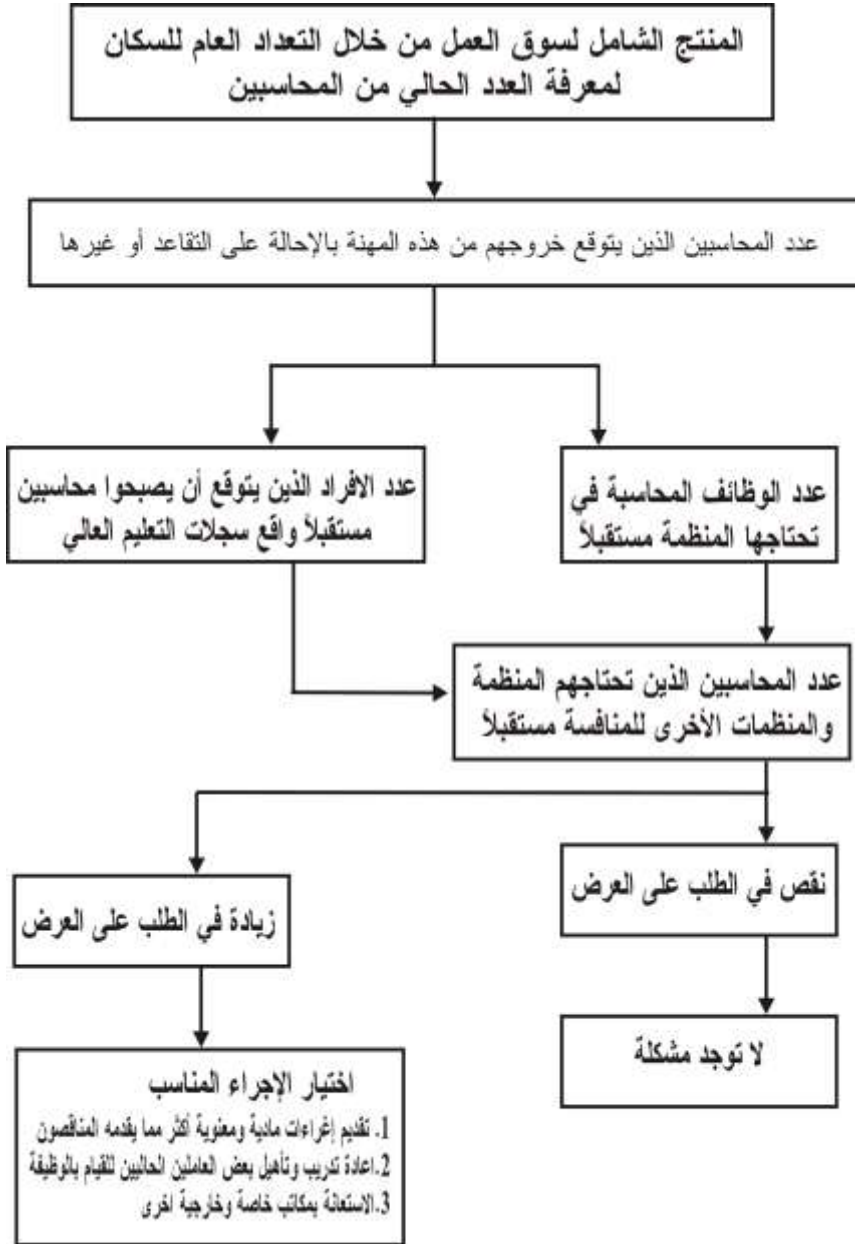 المنتج الشامل لسوق العمل من خلال التعداد العام للسكان
لمعرفة العدد الحالي من المحاسبين
عدد المحاسبين الذين يتوقع خروجهم من هذه المهنة بالإحالة على التقاعد أو غيرها
عدد الوظائف المحاسبة في
تحتاجها المنظمة مستقبلاً
عدد الافراد الذين يتوقع أن يصبحوا محاسبين
مستقبلاً واقع سجلات التعليم العالي
عدد المحاسبين الذين تحتاجهم المنظمة
والمنظمات الأخرى للمنافسة مستقبلاً
نقص في الطلب على العرض
زيادة في الطلب على العرض
لا توجد مشكلة
اختيار الإجراء المناسب
1. تقديم إغراءات مادية ومعنوية أكثر مما يقدمه المناقصون
2.اعادة تدريب وتأهيل بعض العاملين الحاليين للقيام بالوظيفة
3.الاستعانة بمكاتب خاصة وخارجية اخرى